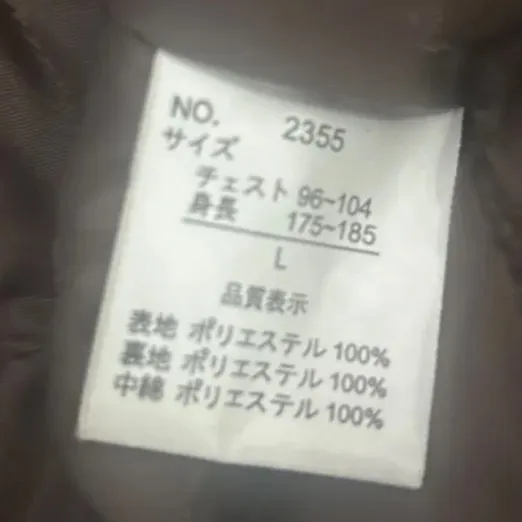 NO. 2355
サイズ
チェスト 96~104
身長 175~185
L
品質表示
表地 ポリエステル 100%
裏地 ポリエステル 100%
中綿 ポリエステル 100%